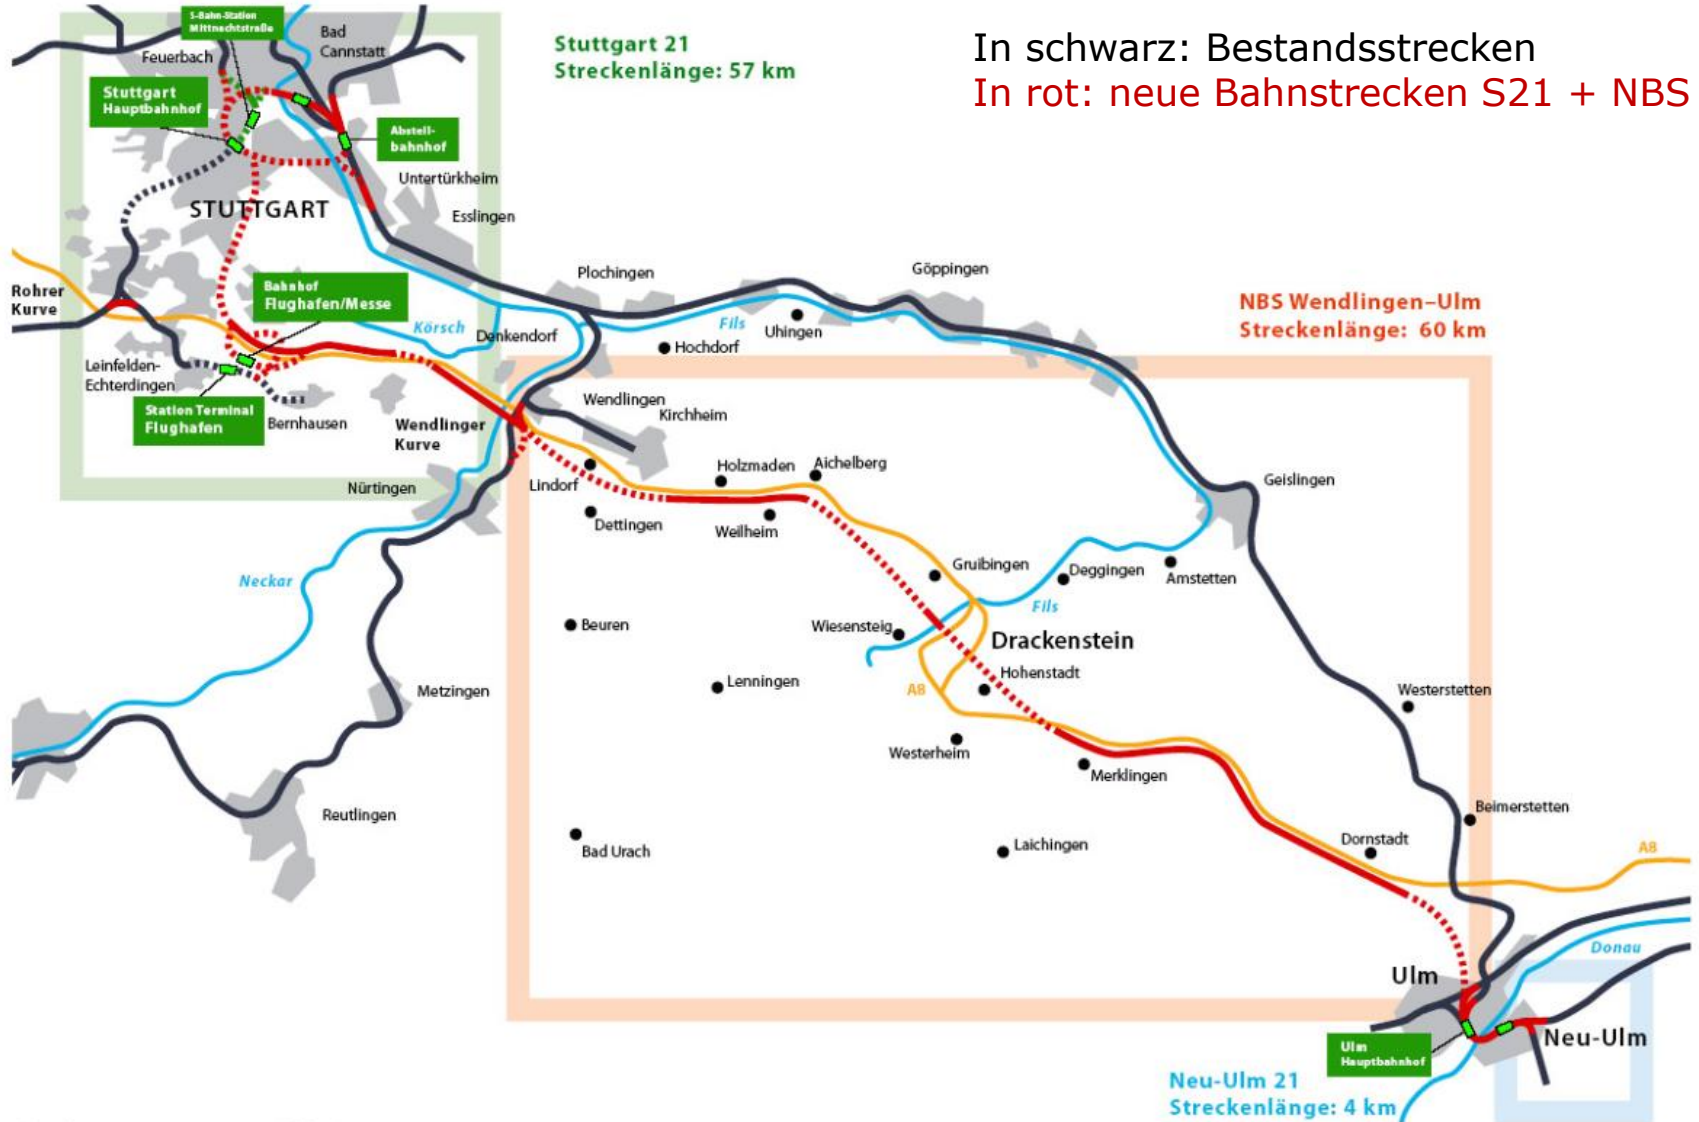 In schwarz: Bestandsstrecken
In rot: neue Bahnstrecken S21 + NBS
S-Bahn-Station
Mittnachtstraße
Bad
Cannstatt
Feuerbach
Stuttgart 21
Streckenlänge: 57 km
Stuttgart
Hauptbahnhof
Abstell-
bahnhof
Untertürkheim
STUTTGART
Esslingen
Plochingen
Göppingen
Rohrer
Kurve
Bahnhof
Flughafen/Messe
NBS Wendlingen–Ulm
Streckenlänge: 60 km
Körsch
Denkendorf
Fils
Uhingen
Hochdorf
Leinfelden-
Echterdingen
Station Terminal
Flughafen
Bernhausen
Wendlinger
Kurve
Wendlingen
Kirchheim
Nürtingen
Lindorf
Holzmaden
Aichelberg
Geislingen
Dettingen
Weilheim
Neckar
Gruibingen
Deggingen
Amstetten
Fils
Beuren
Wiesensteig
Drackenstein
Hohenstadt
Metzingen
Lenningen
A8
Westerstetten
Westerheim
Merklingen
Reutlingen
Beimerstetten
Bad Urach
Laichingen
Dornstadt
A8
Donau
Ulm
Ulm
Hauptbahnhof
Neu-Ulm
Neu-Ulm 21
Streckenlänge: 4 km